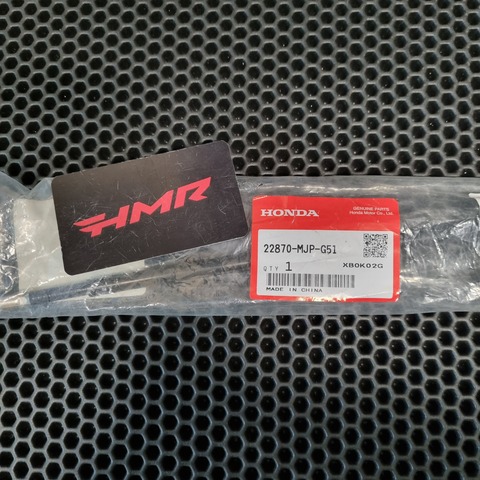 HMR
HONDA
GENUINE PARTS
Honda Motor Co., Ltd.
22870-MJP-G51
QTY 1
XB0K02G
MADE IN CHINA